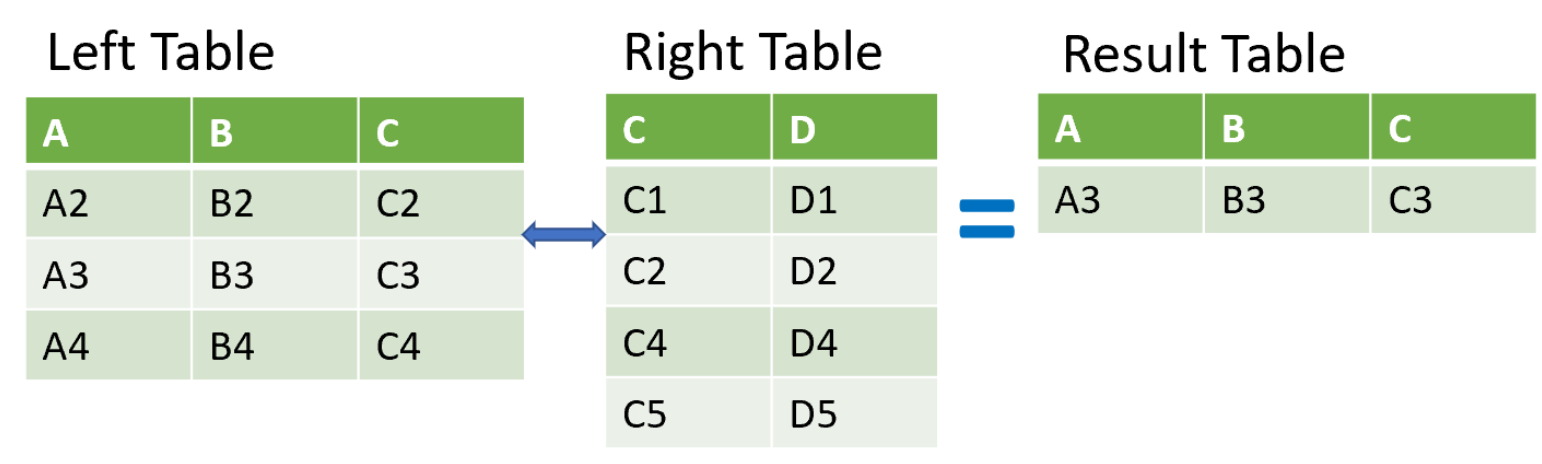 Left Table
A B C
A2 B2 C2
A3 B3 C3
A4 B4 C4
Right Table
C D
C1 D1
C2 D2
C4 D4
C5 D5
=
Result Table
A B C
A3 B3 C3